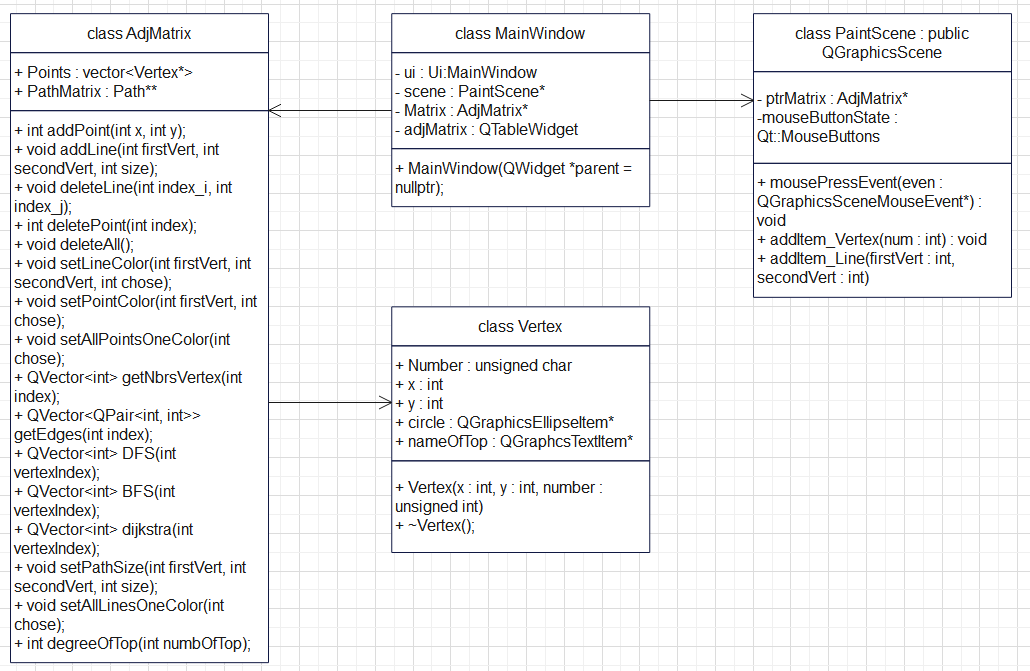 class AdjMatrix
+ Points : vector<Vertex*>
+ PathMatrix : Path**
+ int addPoint(int x, int y);
+ void addLine(int firstVert, int
secondVert, int size);
+ void deleteLine(int index_i, int
index_j);
+ int deletePoint(int index);
+ void deleteAll();
+ void setLineColor(int firstVert, int
secondVert, int chose);
+ void setPointColor(int firstVert, int
chose);
+ void setAllPointsOneColor(int
chose);
+ QVector<int> getNbrsVertex(int
index);
+ QVector<QPair<int, int>>
getEdges(int index);
+ QVector<int> DFS(int
vertexIndex);
+ QVector<int> BFS(int
vertexIndex);
+ QVector<int> dijkstra(int
vertexIndex);
+ void setPathSize(int firstVert, int
secondVert, int size);
+ void setAllLinesOneColor(int
chose);
+ int degreeOfTop(int numbOfTop);
class MainWindow
- ui : Ui:MainWindow
- scene : PaintScene*
- Matrix : AdjMatrix*
- adjMatrix : QTableWidget
+ MainWindow(QWidget *parent =
nullptr);
class PaintScene : public
QGraphicsScene
- ptrMatrix : AdjMatrix*
-mouseButtonState :
Qt::MouseButtons
+ mousePressEvent(even :
QGraphicsSceneMouseEvent*) :
void
+ addItem_Vertex(num : int) : void
+ addItem_Line(firstVert : int,
secondVert : int)
class Vertex
+ Number : unsigned char
+ x : int
+ y : int
+ circle : QGraphicsEllipseItem*
+ nameOfTop : QGraphcsTextItem*
+ Vertex(x : int, y : int, number :
unsigned int)
+ ~Vertex();